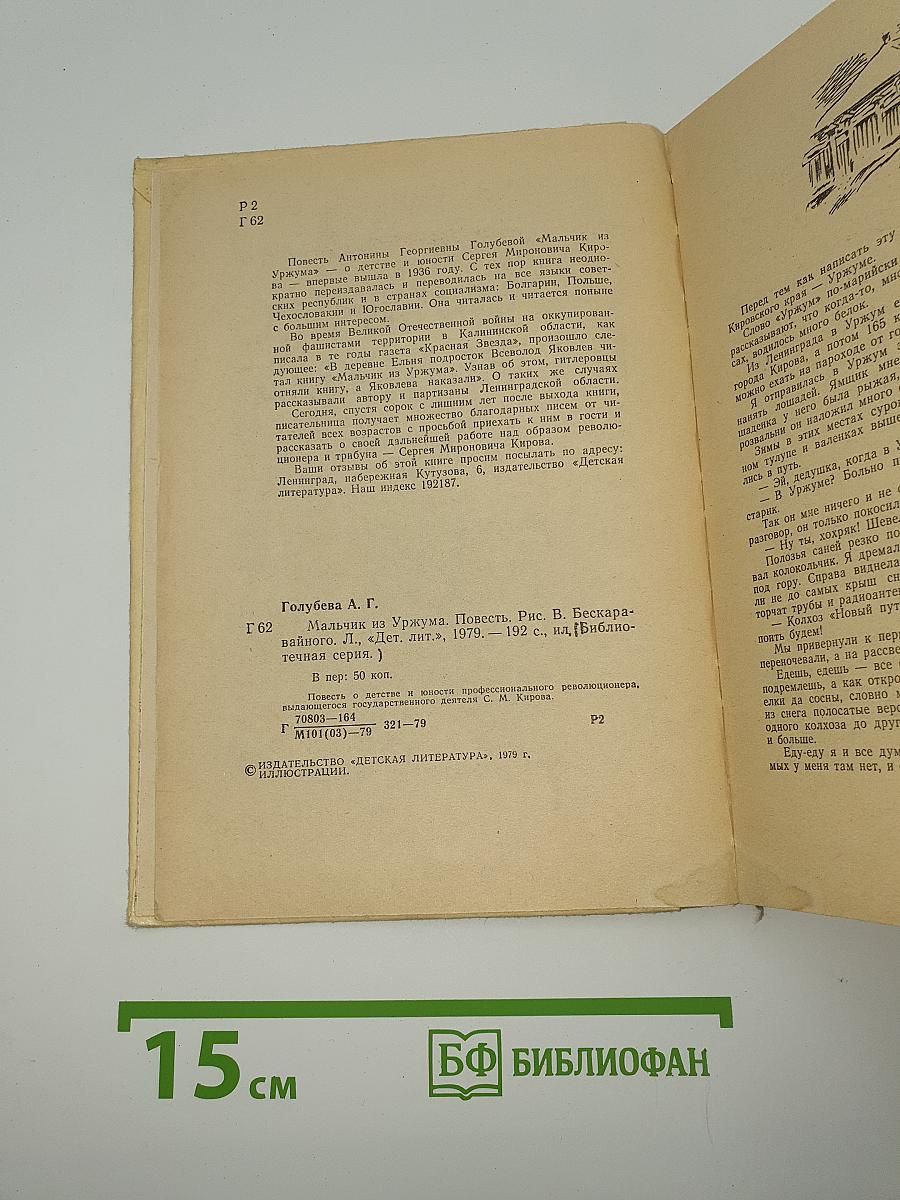 Р 2
Г 62
Повесть Антонины Георгиевны Голубевой «Мальчик из
Уржума» — о детстве и юности Сергея Мироновича Киро-
ва — впервые вышла в 1936 году. С тех пор книга неодно-
кратно переиздавалась и переводилась на все языки совет-
ских республик и в странах социализма: Болгарии, Польше,
Чехословакии и Югославии. Она читалась и читается поныне
с большим интересом.
Во время Великой Отечественной войны на оккупирован-
ной фашистами территории в Калининской области, как
писала в те годы газета «Красная Звезда», произошло сле-
дующее: «В деревне Ельня подросток Всеволод Яковлев чи-
тал книгу «Мальчик из Уржума». Узнав об этом, гитлеровцы
отняли книгу, а Яковлева наказали». О таких же случаях
рассказывали автору и партизаны Ленинградской области.
Сегодня, спустя сорок с лишним лет после выхода книги,
писательница получает множество благодарных писем от чи-
тателей всех возрастов с просьбой приехать к ним в гости и
рассказать о своей дальнейшей работе над образом револю-
ционера и трибуна — Сергея Мироновича Кирова.
Ваши отзывы об этой книге просим посылать по адресу:
Ленинград, набережная Кутузова, 6, издательство «Детская
литература». Наш индекс 192187.
Голубева А. Г.
Г 62 Мальчик из Уржума. Повесть. Рис. В. Бескара-
вайного. Л., «Дет. лит.», 1979. — 192 с., ил. (Библио-
течная серия.)
В пер: 50 коп.
Повесть о детстве и юности профессионального революционера,
выдающегося государственного деятеля С. М. Кирова.
Г 70803—164
М101(03)—79 321—79 Р2
© ИЗДАТЕЛЬСТВО «ДЕТСКАЯ ЛИТЕРАТУРА», 1979 г.
ИЛЛЮСТРАЦИИ.
Перед тем как написать эту
Кировского края — Уржуме.
Слово «Уржум» по-марийски
рассказывают, что когда-то,
сах, водилось много белок.
Из Ленинграда в Уржум
города Кирова, а потом 165
можно ехать на пароходе от
Я отправилась в Уржум
нанять лошадей. Ямщик мне
шаденка у него была рыжая,
розвальни он наложил много
Зимы в этих местах
ном тулупе и валенках выше
лись в путь.
— Эй, дедушка, когда в
— В Уржуме? Больно
старик.
Так он мне ничего и не
разговор, он только покосил
— Ну ты, хохряк! Шевел
Полозья саней резко по
вал колокольчик. Я дремал
под гору. Справа виднела
ли не до самых крыш
торчат трубы и радиоантен
— Колхоз «Новый пут
поить будем!
Мы привернули к пер
переночевали, а на рассве
Едешь, едешь — все
подремлешь, а как откро
елки да сосны, словно
из снега полосатые верс
одного колхоза до друг
и больше.
Еду-еду я и все дум
мых у меня там нет, и
15 см
БФ БИБЛИОФАН